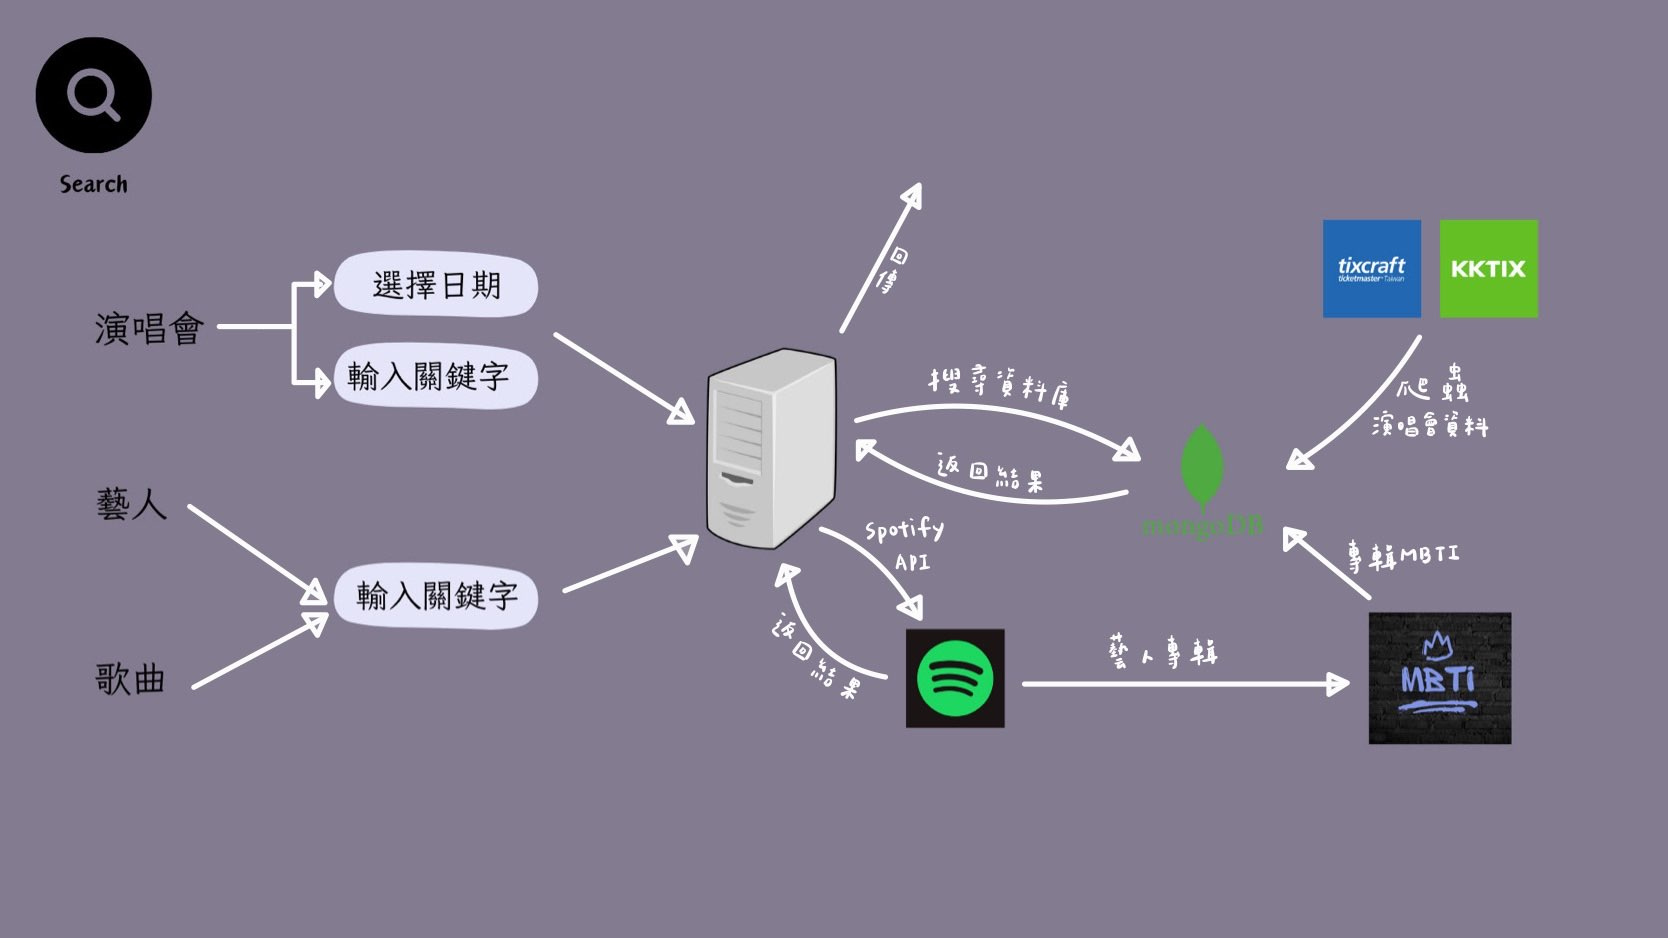 Search
演唱會
選擇日期
輸入關鍵字
藝人
歌曲
輸入關鍵字
回傳
搜尋資料庫
返回結果
Spotify
API
返回結果
藝人專輯
mongoDB
tixcraft
ticketmaster Taiwan
KKTIX
爬蟲
演唱會資料
專輯MBTI
MBTi